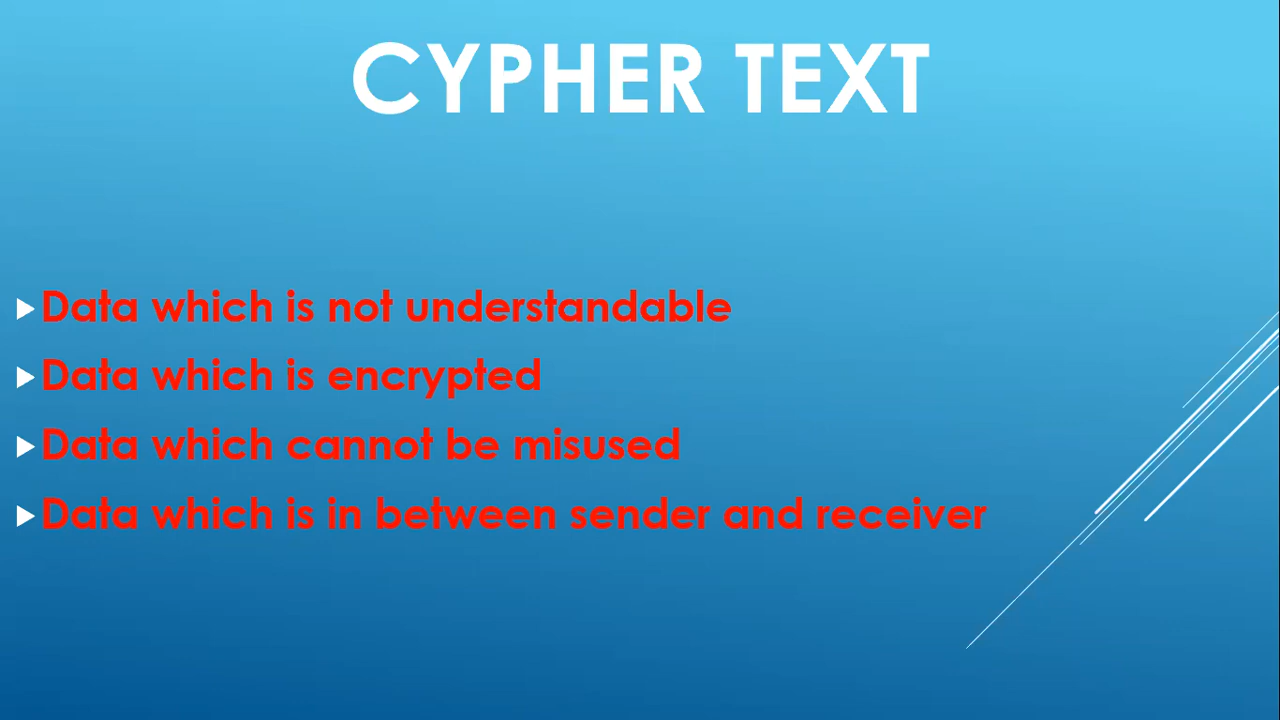 CYPHER TEXT
Data which is not understandable
Data which is encrypted
Data which cannot be misused
Data which is in between sender and receiver